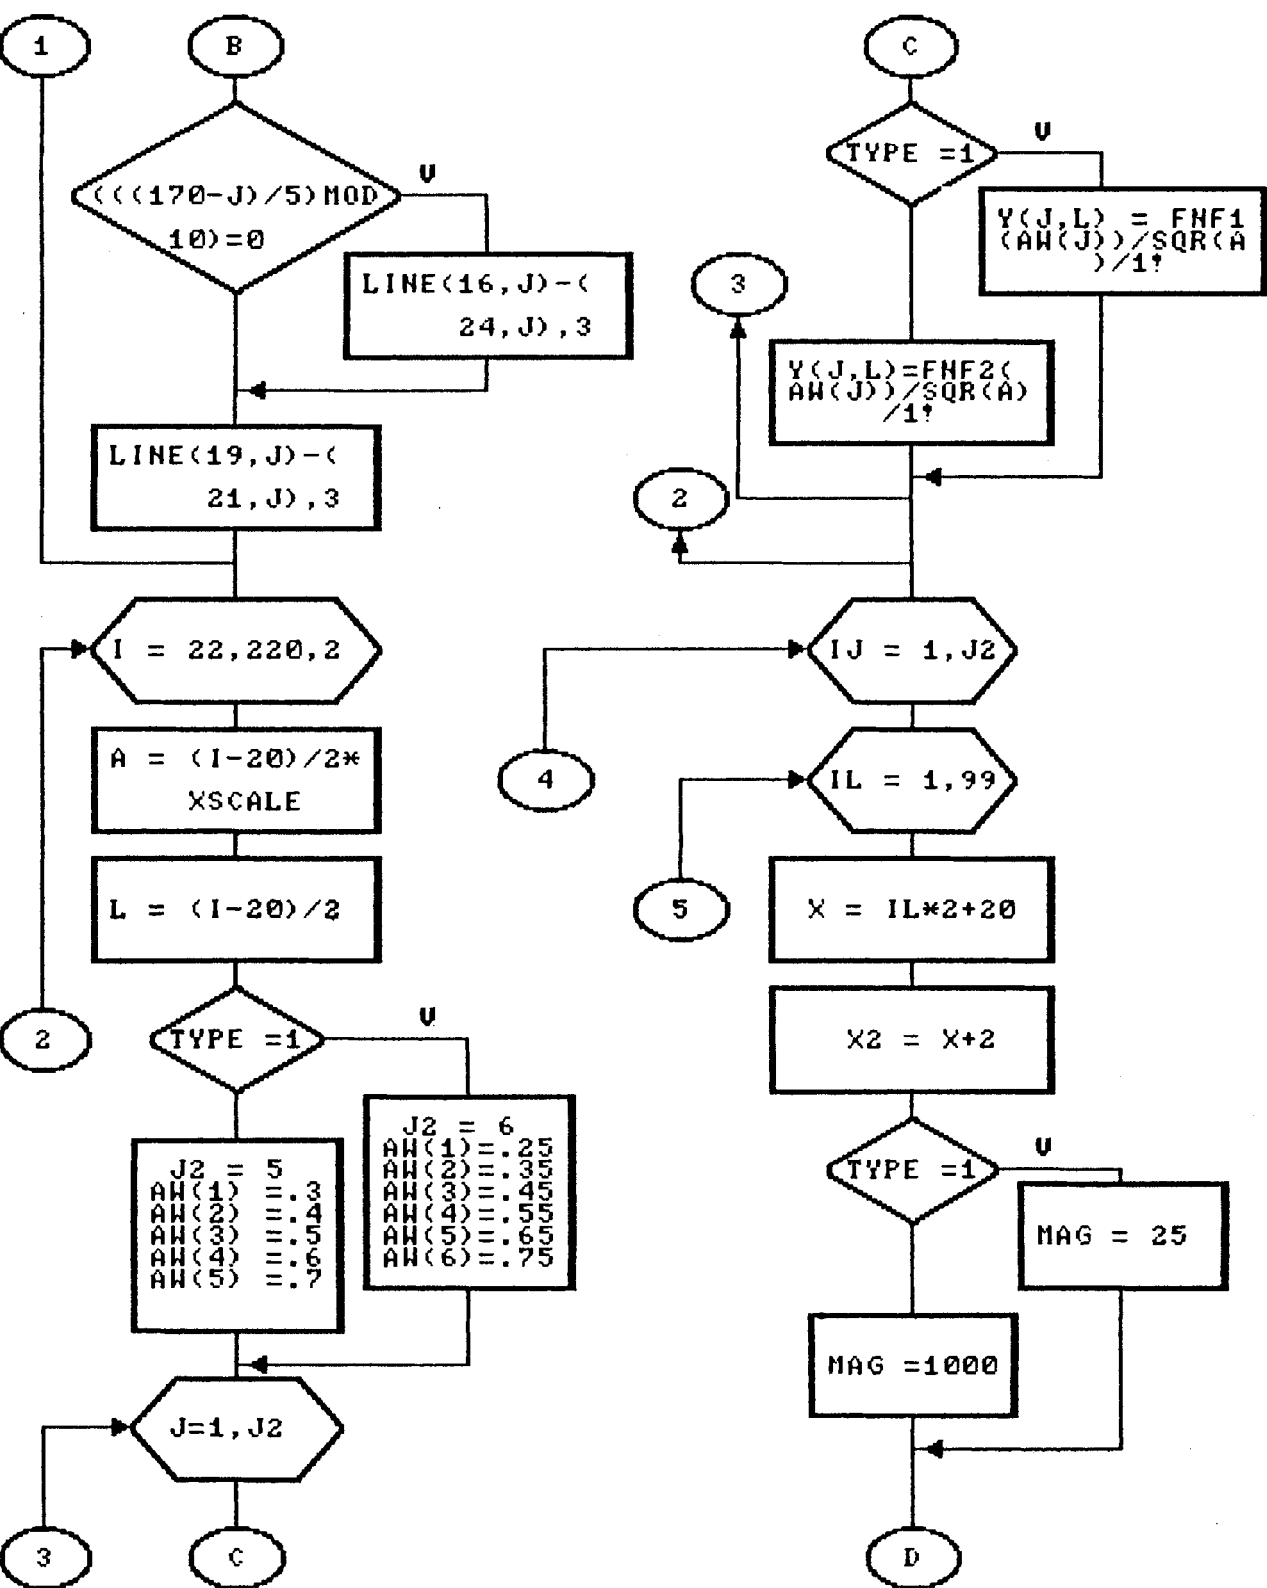 1
B
(((170-J)/5)MOD
10)=0
V
LINE(16,J)-(
24,J),3
LINE(19,J)-(
21,J),3
I = 22,220,2
A = (I-20)/2*
XSCALE
L = (I-20)/2
2
TYPE =1
V
J2 = 5
AW(1) =.3
AW(2) =.4
AW(3) =.5
AW(4) =.6
AW(5) =.7
J2 = 6
AW(1)=.25
AW(2)=.35
AW(3)=.45
AW(4)=.55
AW(5)=.65
AW(6)=.75
J=1,J2
3
C
C
TYPE =1
V
Y(J,L) = FNF1
(AW(J))/SQR(A
)/1!
3
Y(J,L)=FNF2(
AW(J))/SQR(A)
/1!
2
IJ = 1,J2
4
IL = 1,99
5
X = IL*2+20
X2 = X+2
TYPE =1
V
MAG = 25
MAG =1000
D